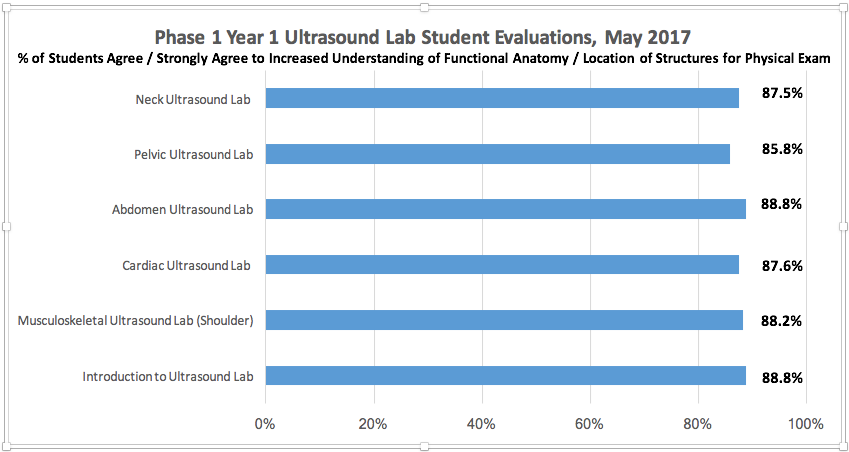 Phase 1 Year 1 Ultrasound Lab Student Evaluations, May 2017
% of Students Agree / Strongly Agree to Increased Understanding of Functional Anatomy / Location of Structures for Physical Exam
Neck Ultrasound Lab 87.5%
Pelvic Ultrasound Lab 85.8%
Abdomen Ultrasound Lab 88.8%
Cardiac Ultrasound Lab 87.6%
Musculoskeletal Ultrasound Lab (Shoulder) 88.2%
Introduction to Ultrasound Lab 88.8%
0% 20% 40% 60% 80% 100%